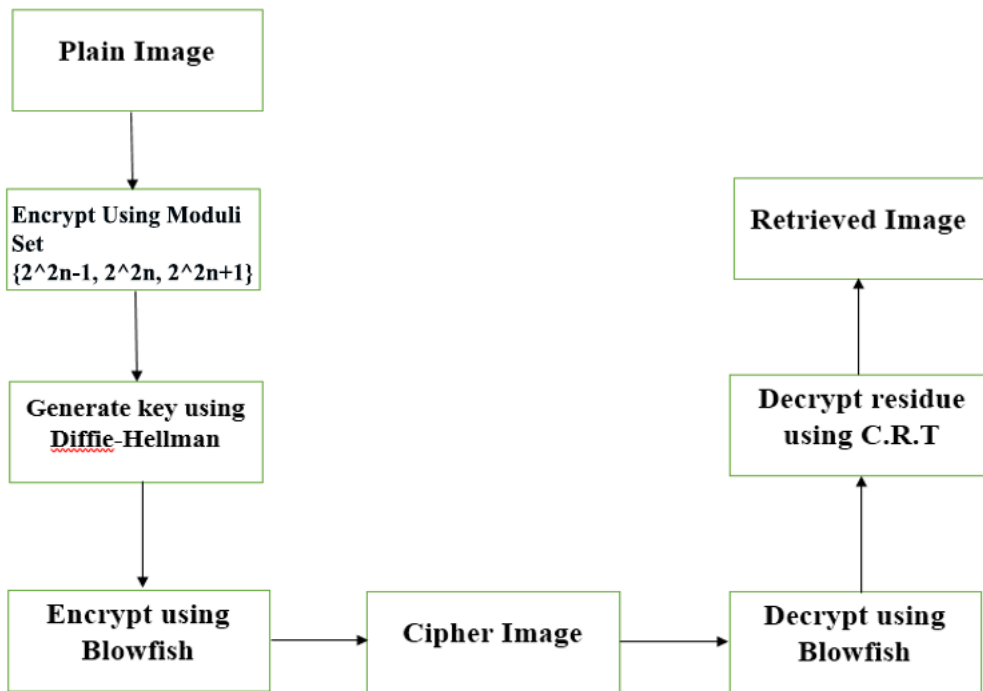 Plain Image
Encrypt Using Moduli
Set
{2^2n-1, 2^2n, 2^2n+1}
Generate key using
Diffie-Hellman
Encrypt using
Blowfish
Cipher Image
Decrypt using
Blowfish
Decrypt residue
using C.R.T
Retrieved Image